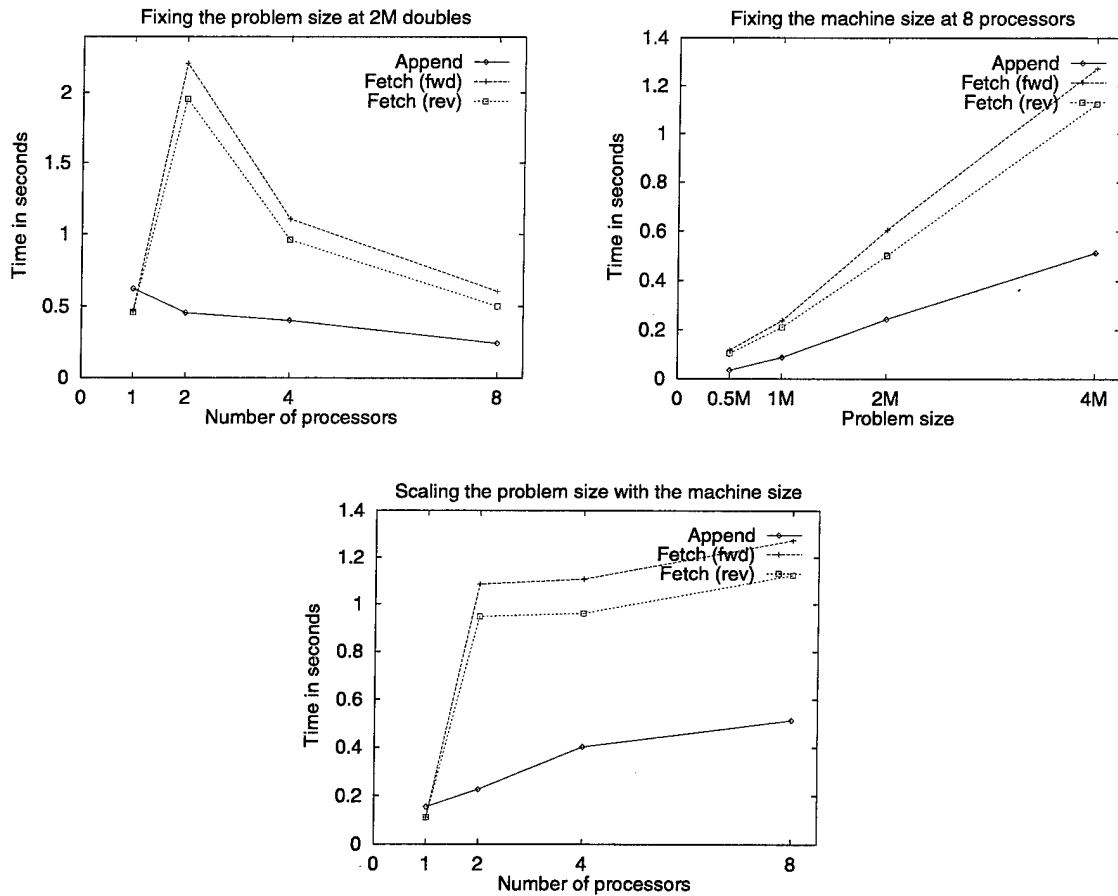 Fixing the problem size at 2M doubles
Append
Fetch (fwd)
Fetch (rev)
2
1.5
1
0.5
0
Time in seconds
0 1 2 4 8
Number of processors
Fixing the machine size at 8 processors
1.4
Append
Fetch (fwd)
Fetch (rev)
1.2
1
0.8
0.6
0.4
0.2
0
Time in seconds
0 0.5M 1M 2M 4M
Problem size
Scaling the problem size with the machine size
1.4
Append
Fetch (fwd)
Fetch (rev)
1.2
1
0.8
0.6
0.4
0.2
0
Time in seconds
0 1 2 4 8
Number of processors